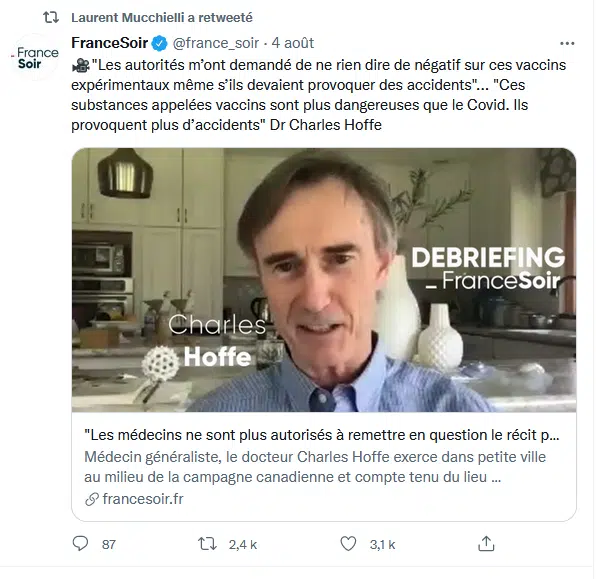 Laurent Mucchielli a retweeté
France
Soir
FranceSoir @france_soir · 4 août
"Les autorités m’ont demandé de ne rien dire de négatif sur ces vaccins
expérimentaux même s’ils devaient provoquer des accidents"... "Ces
substances appelées vaccins sont plus dangereuses que le Covid. Ils
provoquent plus d’accidents" Dr Charles Hoffe
DEBRIEFING
_ FranceSoir
Charles
Hoffe
"Les médecins ne sont plus autorisés à remettre en question le récit p...
Médecin généraliste, le docteur Charles Hoffe exerce dans petite ville
au milieu de la campagne canadienne et compte tenu du lieu ...
francesoir.fr
87 2,4 k 3,1 k